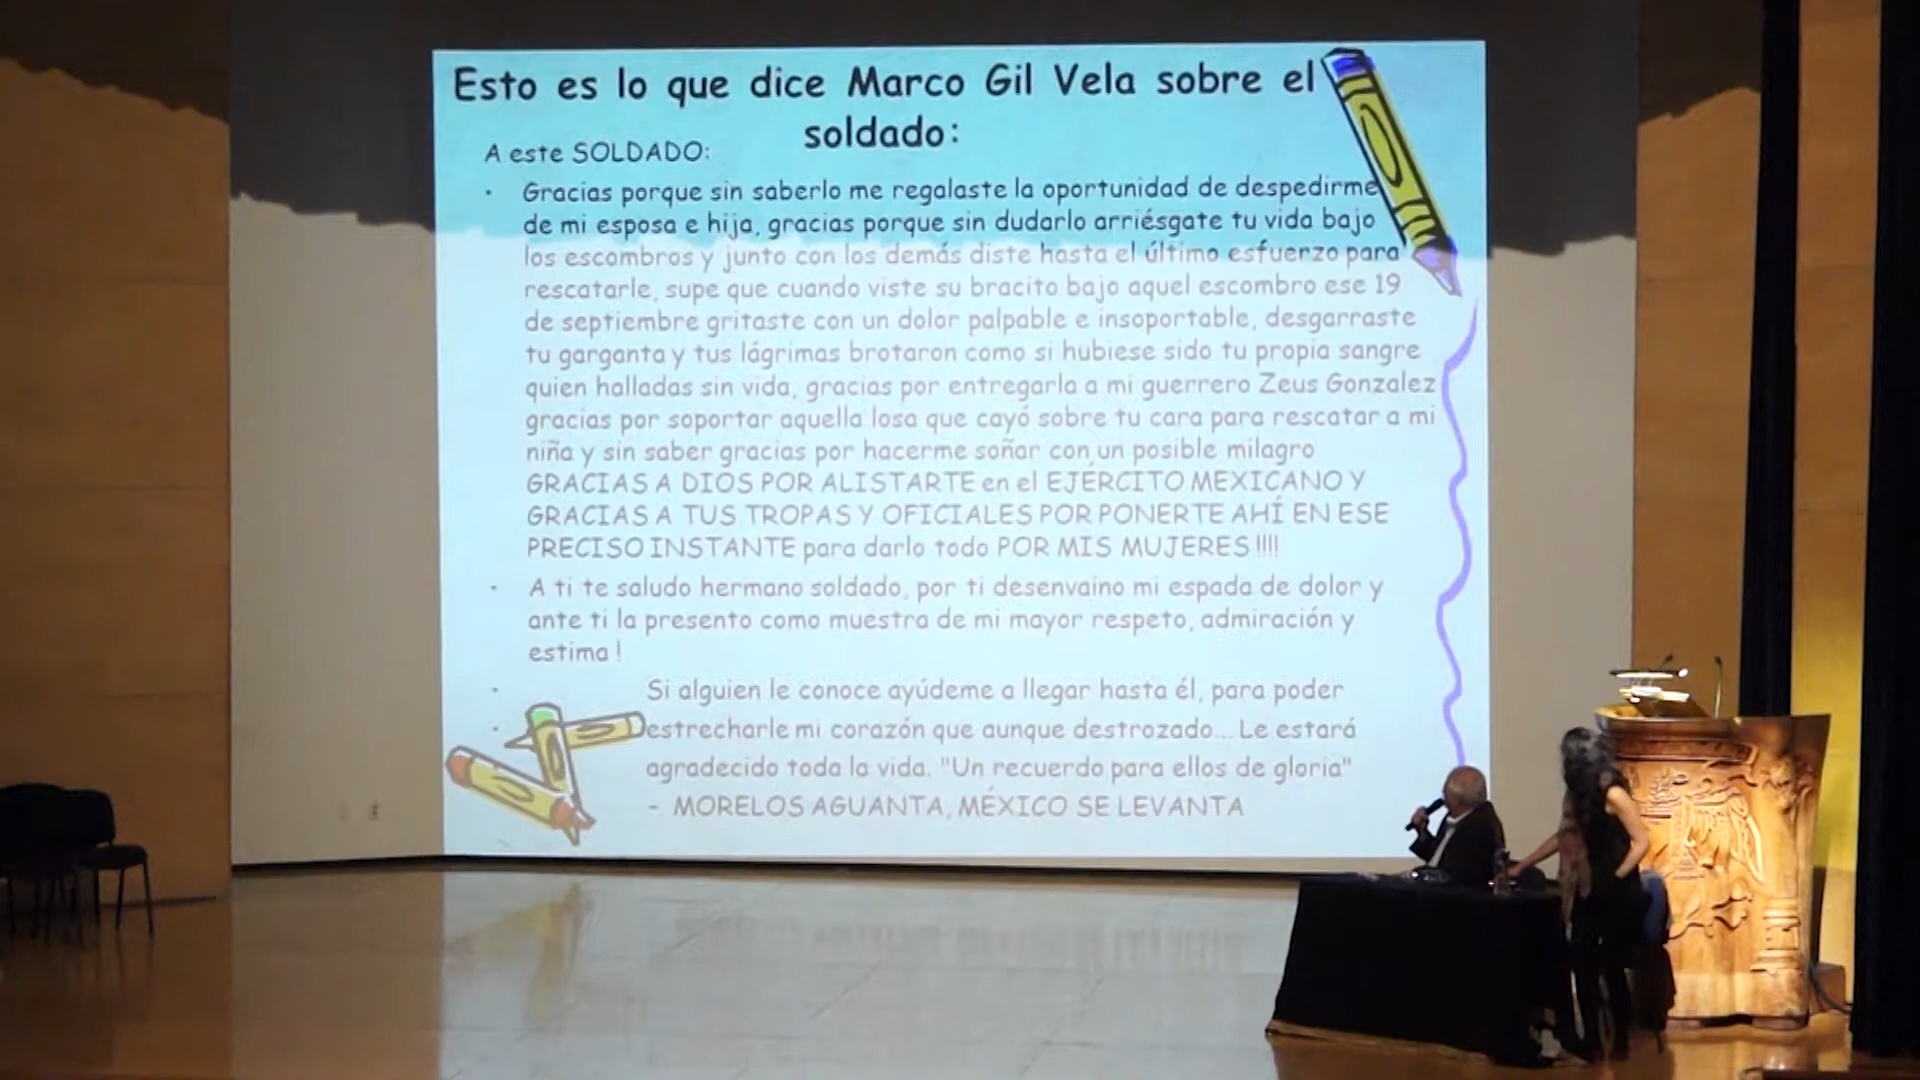 Esto es lo que dice Marco Gil Vela sobre el
soldado:
A este SOLDADO:
• Gracias porque sin saberlo me regalaste la oportunidad de despedirme
de mi esposa e hija, gracias porque sin dudarlo arriésgate tu vida bajo
los escombros y junto con los demás diste hasta el último esfuerzo para
rescatarle, supe que cuando viste su bracito bajo aquel escombro ese 19
de septiembre gritaste con un dolor palpable e insoportable, desgarraste
tu garganta y tus lágrimas brotaron como si hubiese sido tu propia sangre
quien halladas sin vida, gracias por entregarla a mi guerrero Zeus Gonzalez
gracias por soportar aquella losa que cayó sobre tu cara para rescatar a mi
niña y sin saber gracias por hacerme soñar con un posible milagro
GRACIAS A DIOS POR ALISTARTE en el EJÉRCITO MEXICANO Y
GRACIAS A TUS TROPAS Y OFICIALES POR PONERTE AHÍ EN ESE
PRECISO INSTANTE para darlo todo POR MIS MUJERES !!!!
• A ti te saludo hermano soldado, por ti desenvaino mi espada de dolor y
ante ti la presento como muestra de mi mayor respeto, admiración y
estima !
• Si alguien le conoce ayúdeme a llegar hasta él, para poder
• estrecharle mi corazón que aunque destrozado... Le estará
agradecido toda la vida. "Un recuerdo para ellos de gloria"
- MORELOS AGUANTA, MÉXICO SE LEVANTA